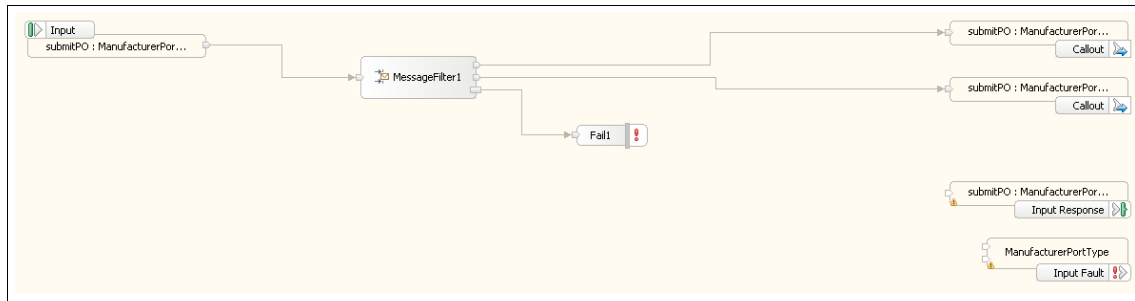 Input
submitPO : ManufacturerPor...
submitPO : ManufacturerPor...
Callout
MessageFilter1
submitPO : ManufacturerPor...
Callout
Fail1
submitPO : ManufacturerPor...
Input Response
ManufacturerPortType
Input Fault